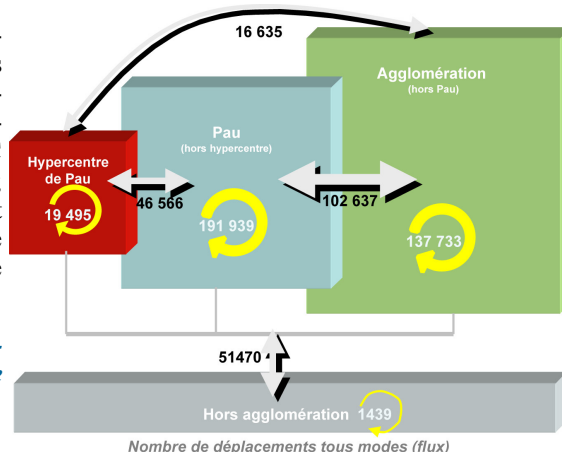 16 635
Agglomération
(hors Pau)
Pau
(hors hypercentre)
Hypercentre
de Pau
19 495
46 566
191 939
102 637
137 733
51470
Hors agglomération 1439
Nombre de déplacements tous modes (flux)